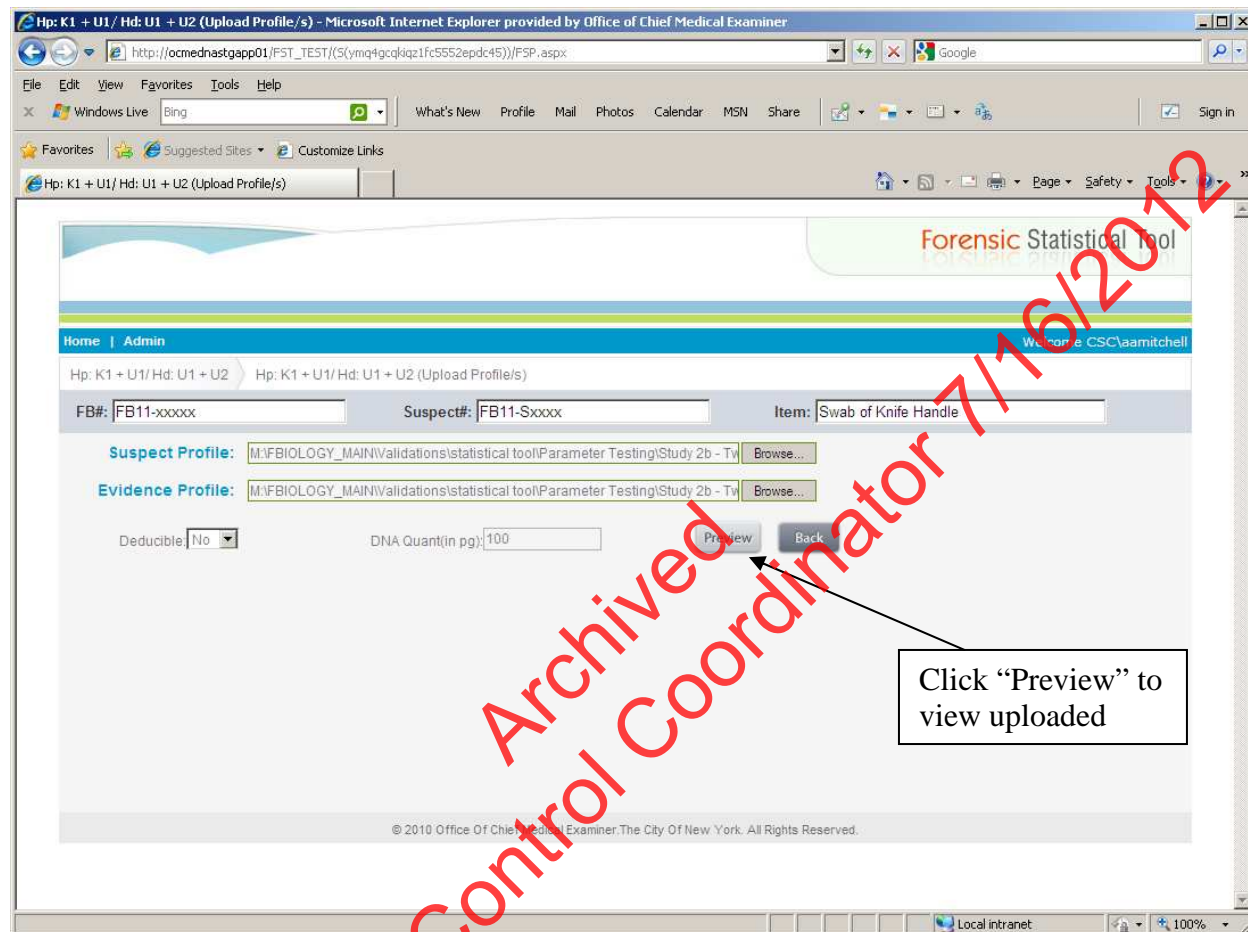 Hp: K1 + U1/ Hd: U1 + U2 (Upload Profile/s) - Microsoft Internet Explorer provided by Office of Chief Medical Examiner
http://ocmednastgapp01/FST_TEST/(S(ymq4gcqkiqz1fc5552epdc45))/FSP.aspx
Google
File Edit View Favorites Tools Help
x Windows Live Bing What's New Profile Mail Photos Calendar MSN Share Sign in
Favorites Suggested Sites Customize Links
Hp: K1 + U1/ Hd: U1 + U2 (Upload Profile/s) Page Safety Tools »
Forensic Statistical Tool
Home | Admin Welcome CSC\aamitchell
Hp: K1 + U1/ Hd: U1 + U2 Hp: K1 + U1/ Hd: U1 + U2 (Upload Profile/s)
FB#: FB11-xxxxx Suspect#: FB11-Sxxxx Item: Swab of Knife Handle
Suspect Profile: M:\FBIOLOGY_MAIN\Validations\statistical tool\Parameter Testing\Study 2b - Tw Browse...
Evidence Profile: M:\FBIOLOGY_MAIN\Validations\statistical tool\Parameter Testing\Study 2b - Tw Browse...
Deducible: No DNA Quant(in pg): 100 Preview Back
Click “Preview” to
view uploaded
Archived
Control Coordinator 7/16/2012
© 2010 Office Of Chief Medical Examiner.The City Of New York. All Rights Reserved.
Local intranet 100%